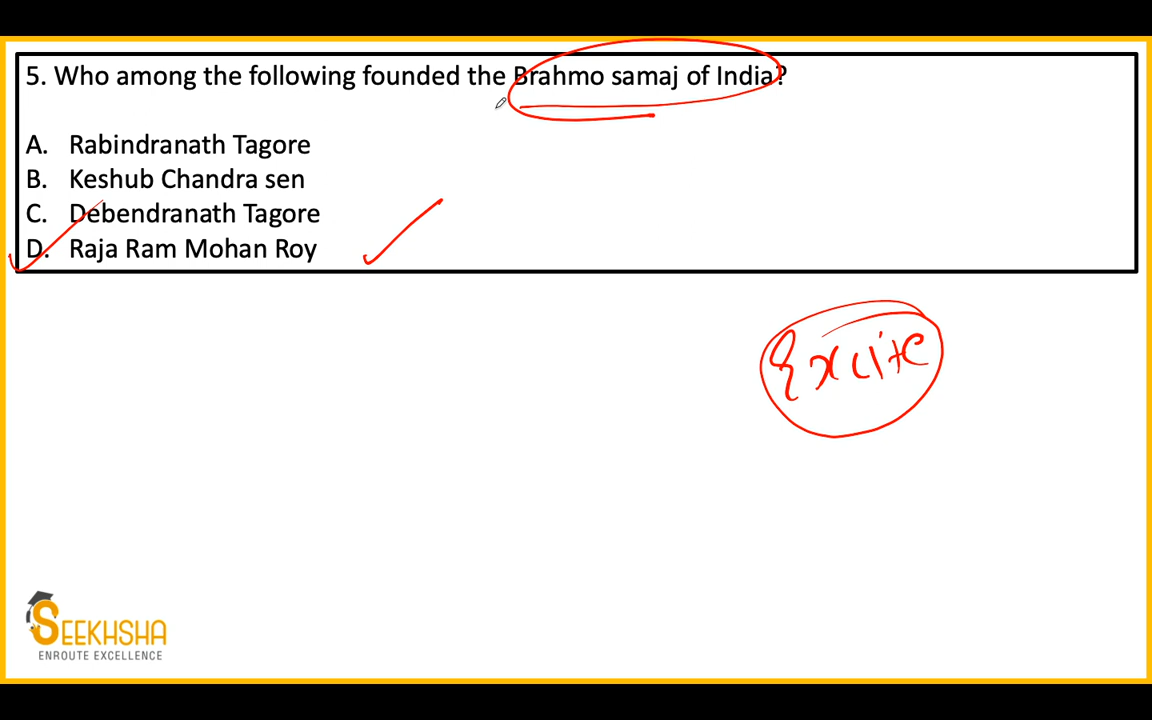 5. Who among the following founded the Brahmo samaj of India?
A. Rabindranath Tagore
B. Keshub Chandra sen
C. Debendranath Tagore
D. Raja Ram Mohan Roy
Excite
SEEKHSHA
ENROUTE EXCELLENCE